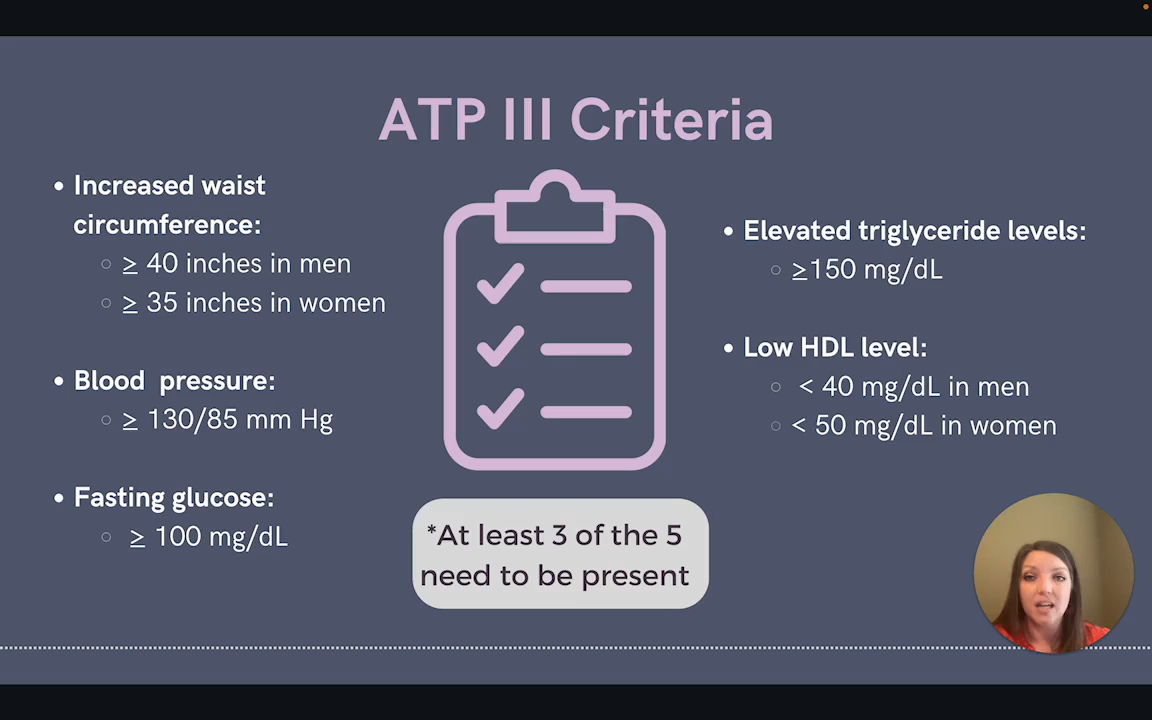 ATP III Criteria
• Increased waist
circumference:
○ ≥ 40 inches in men
○ ≥ 35 inches in women
• Blood pressure:
○ ≥ 130/85 mm Hg
• Fasting glucose:
○ ≥ 100 mg/dL
*At least 3 of the 5
need to be present
• Elevated triglyceride levels:
○ ≥150 mg/dL
• Low HDL level:
○ < 40 mg/dL in men
○ < 50 mg/dL in women